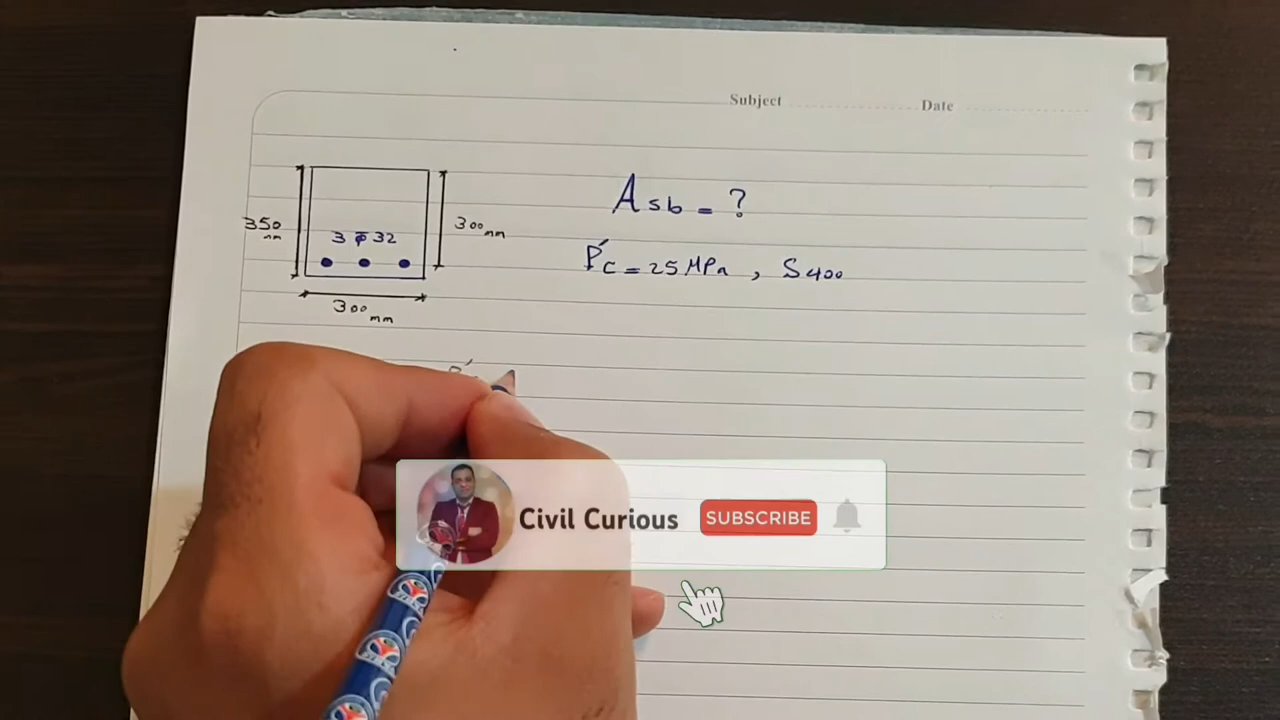 Subject Date
Asb = ?
350 mm
3 φ 32
300 mm
f'c = 25 MPa , S400
300 mm
Civil Curious SUBSCRIBE